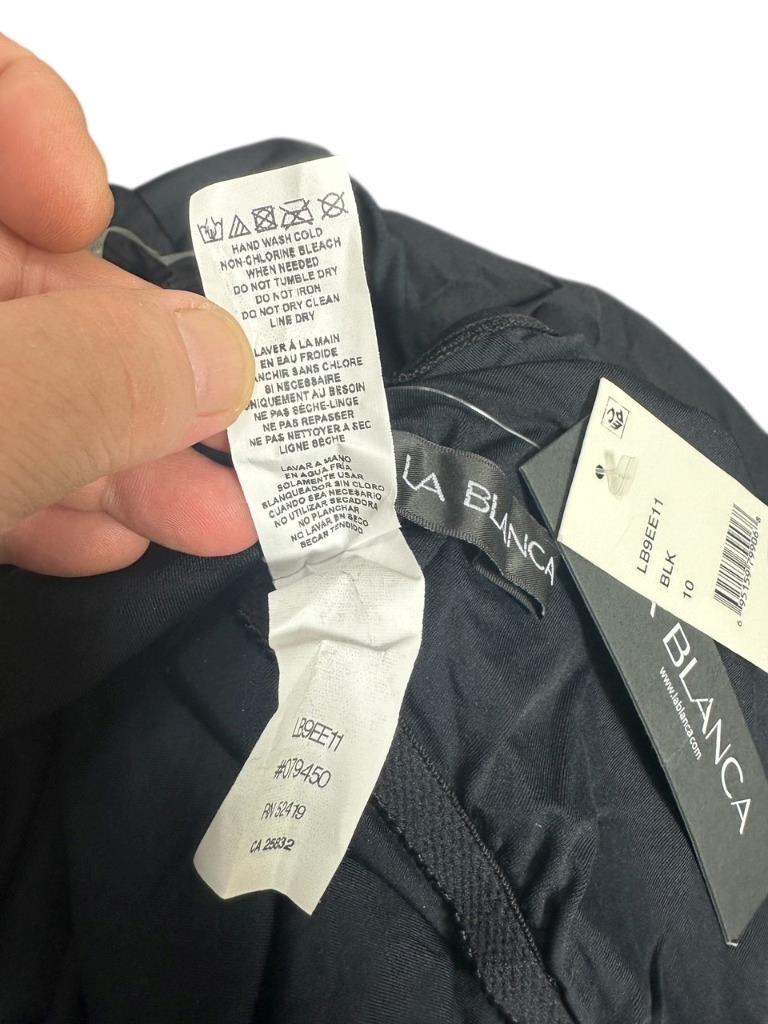 HAND WASH COLD
NON-CHLORINE BLEACH
WHEN NEEDED
DO NOT TUMBLE DRY
DO NOT IRON
DO NOT DRY CLEAN
LINE DRY
LAVER À LA MAIN
EN EAU FROIDE
ANCHIR SANS CHLORE
SI NECESSAIRE
UNIQUEMENT AU BESOIN
NE PAS SÈCHE-LINGE
NE PAS REPASSER
NE PAS NETTOYER A SEC
LIGNE SÈCHE
LAVAR A MANO
EN AGUA FRÍA
SOLAMENTE USAR
BLANQUEADOR SIN CLORO
CUANDO SEA NECESARIO
NO UTILIZAR SECADORA
NO PLANCHAR
NO LAVAR EN SECO
SECAR TENDIDO
LB9EE11
#079450
RN 52419
CA 25832
LA BLANCA
LB9EE11
BLK
10
BLANCA
www.lablanca.com